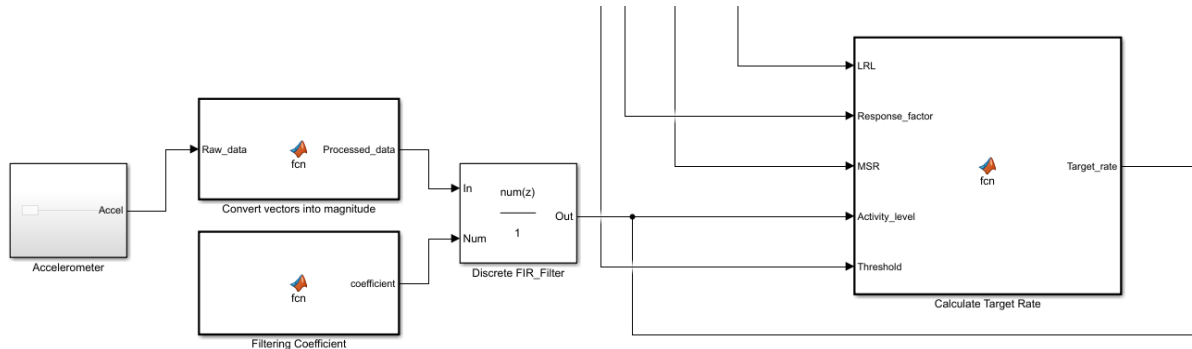 Accel
Accelerometer
Raw_data
fcn
Processed_data
Convert vectors into magnitude
fcn
coefficient
Filtering Coefficient
In
num(z)
1
Out
Num
Discrete FIR_Filter
LRL
Response_factor
MSR
fcn
Target_rate
Activity_level
Threshold
Calculate Target Rate